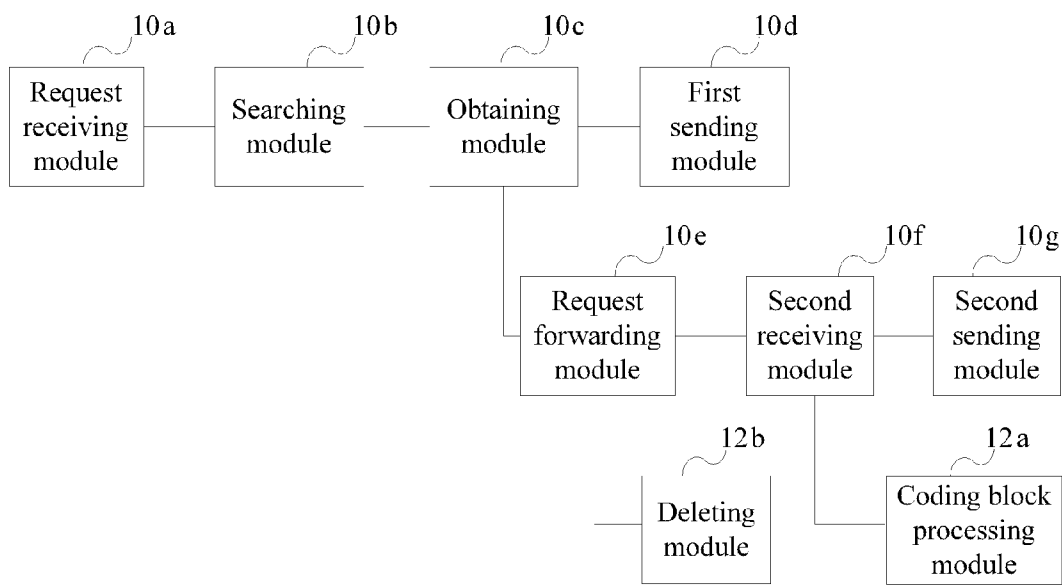 10a
10b
10c
10d
Request
receiving
module
Searching
module
Obtaining
module
First
sending
module
10e
10f
10g
Request
forwarding
module
Second
receiving
module
Second
sending
module
12b
12a
Deleting
module
Coding block
processing
module